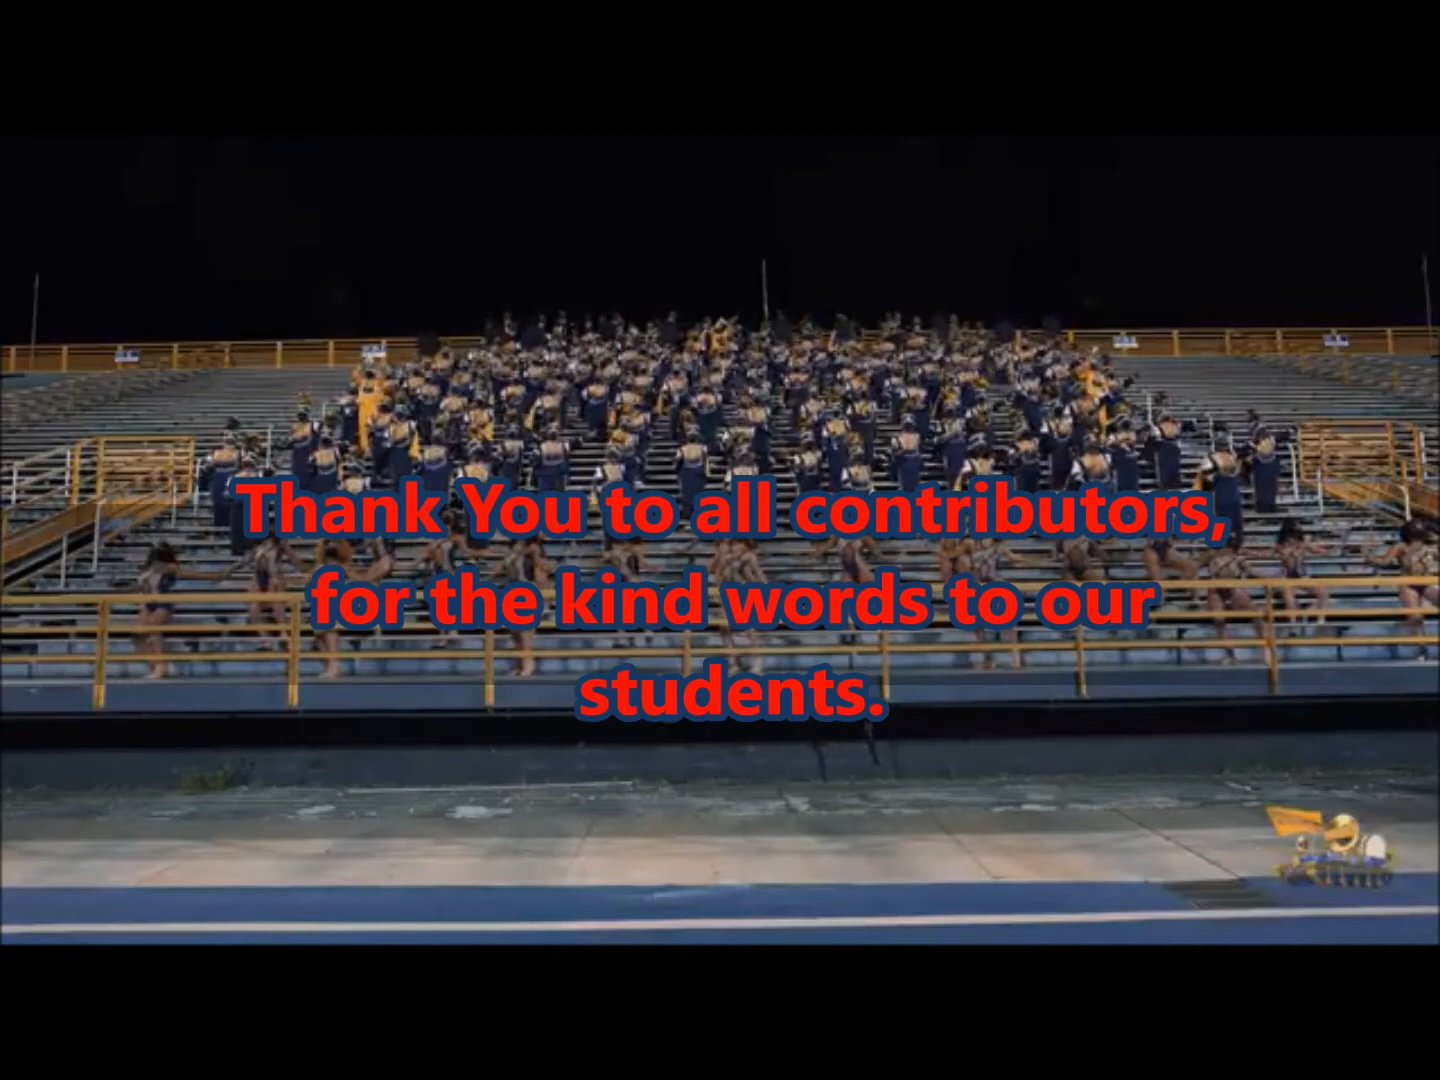 Thank You to all contributors,
for the kind words to our
students.